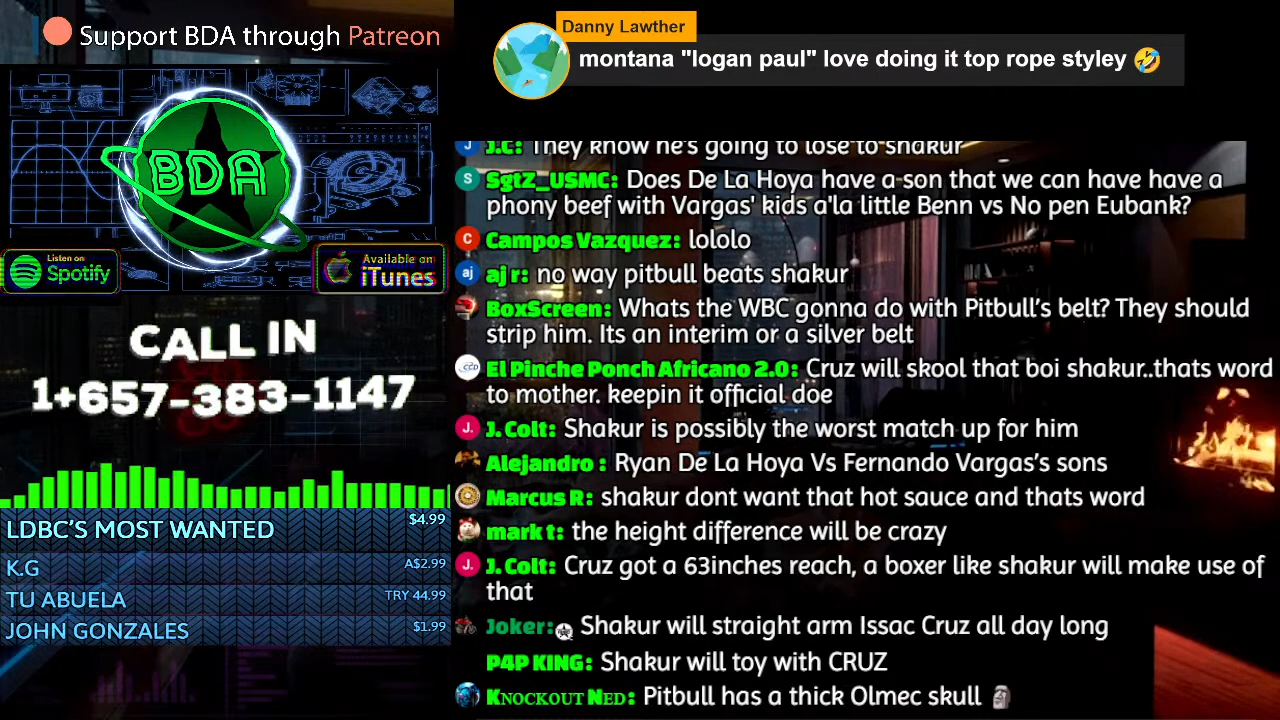 Support BDA through Patreon
Danny Lawther
montana "logan paul" love doing it top rope styley 🤣
BDA
Listen on
Spotify
Available on
iTunes
CALL IN
1+657-383-1147
LDBC'S MOST WANTED $4.99
K.G A$2.99
TU ABUELA TRY 44.99
JOHN GONZALES $1.99
J J.C: They know he's going to lose to shakur
S SgtZ_USMC: Does De La Hoya have a son that we can have have a
phony beef with Vargas' kids a'la little Benn vs No pen Eubank?
C Campos Vazquez: lololo
aj aj r: no way pitbull beats shakur
BoxScreen: Whats the WBC gonna do with Pitbull's belt? They should
strip him. Its an interim or a silver belt
CCD El Pinche Ponch Africano 2.0: Cruz will skool that boi shakur..thats word
to mother. keepin it official doe
J. J. Colt: Shakur is possibly the worst match up for him
Alejandro : Ryan De La Hoya Vs Fernando Vargas's sons
Marcus R: shakur dont want that hot sauce and thats word
mark t: the height difference will be crazy
J. J. Colt: Cruz got a 63inches reach, a boxer like shakur will make use of
that
Joker: Shakur will straight arm Issac Cruz all day long
P4P KING: Shakur will toy with CRUZ
Knockout Ned: Pitbull has a thick Olmec skull 🗿